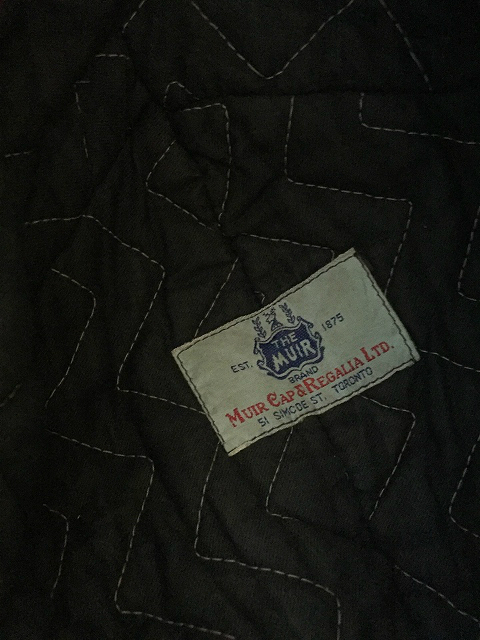 EST. 1875
THE
MUIR
BRAND
MUIR CAP & REGALIA LTD.
51 SIMCOE ST. TORONTO